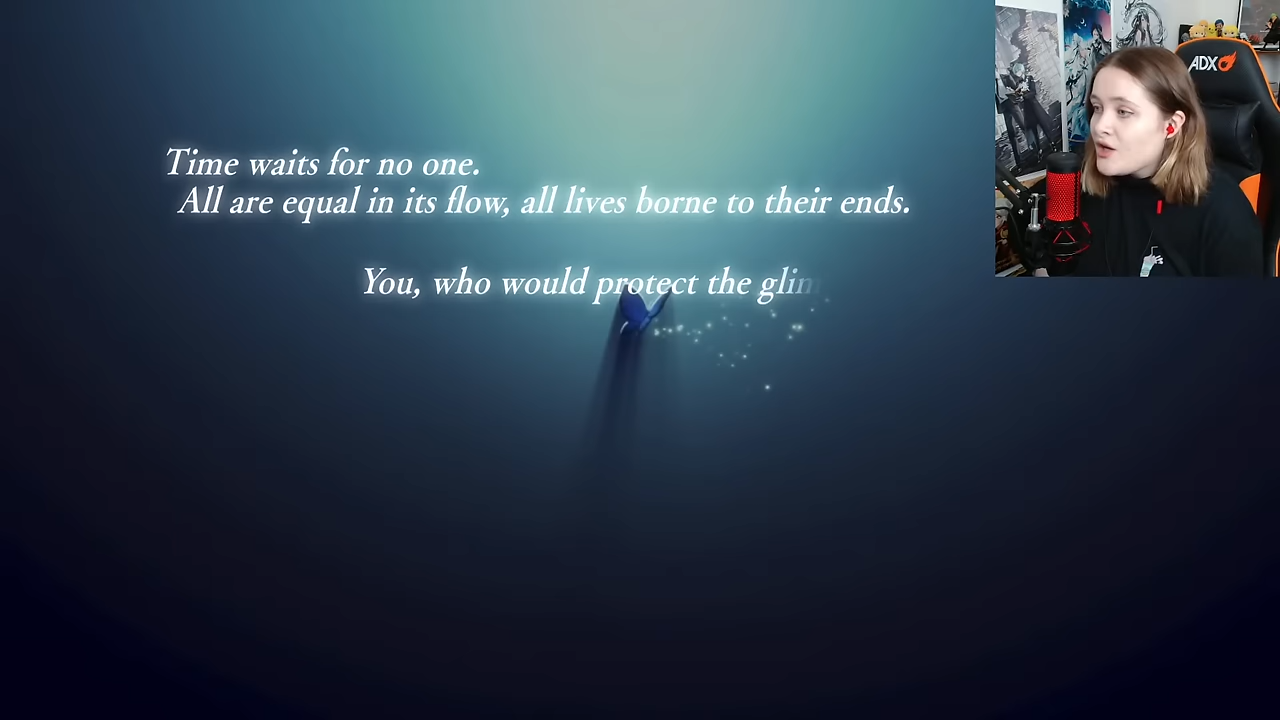 Time waits for no one.
All are equal in its flow, all lives borne to their ends.
You, who would protect the glim
ADX